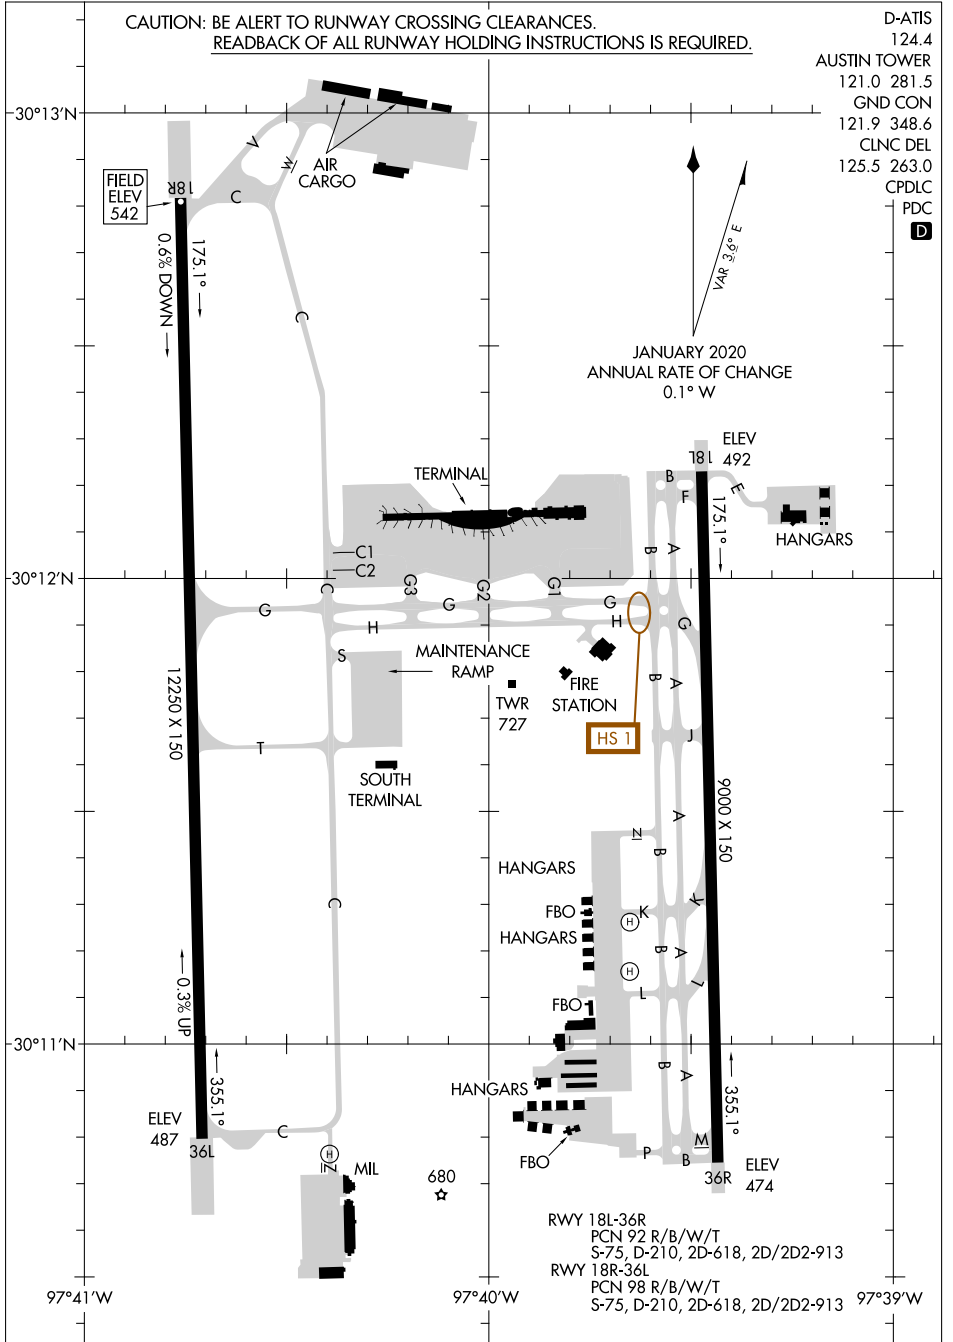 CAUTION: BE ALERT TO RUNWAY CROSSING CLEARANCES.
READBACK OF ALL RUNWAY HOLDING INSTRUCTIONS IS REQUIRED.
D-ATIS
124.4
AUSTIN TOWER
121.0 281.5
GND CON
121.9 348.6
CLNC DEL
125.5 263.0
CPDLC
PDC
D
30°13'N
FIELD
ELEV
542
18R
V
W
C
AIR
CARGO
175.1°
0.6% DOWN
C
VAR 3.6° E
JANUARY 2020
ANNUAL RATE OF CHANGE
0.1° W
TERMINAL
18L
ELEV
492
B
F
E
HANGARS
175.1°
B
A
C1
C2
30°12'N
C
G
G3
G
G2
G1
G
H
H
G
S
MAINTENANCE
RAMP
TWR
727
FIRE
STATION
B
A
HS 1
J
12250 X 150
T
SOUTH
TERMINAL
9000 X 150
A
N
B
HANGARS
C
FBO
K
K
H
HANGARS
B
A
H
L
L
FBO
0.3% UP
30°11'N
B
A
HANGARS
355.1°
355.1°
ELEV
487
36L
C
H
N
MIL
680
FBO
P
B
M
36R
ELEV
474
RWY 18L-36R
PCN 92 R/B/W/T
S-75, D-210, 2D-618, 2D/2D2-913
RWY 18R-36L
PCN 98 R/B/W/T
S-75, D-210, 2D-618, 2D/2D2-913
97°41'W
97°40'W
97°39'W